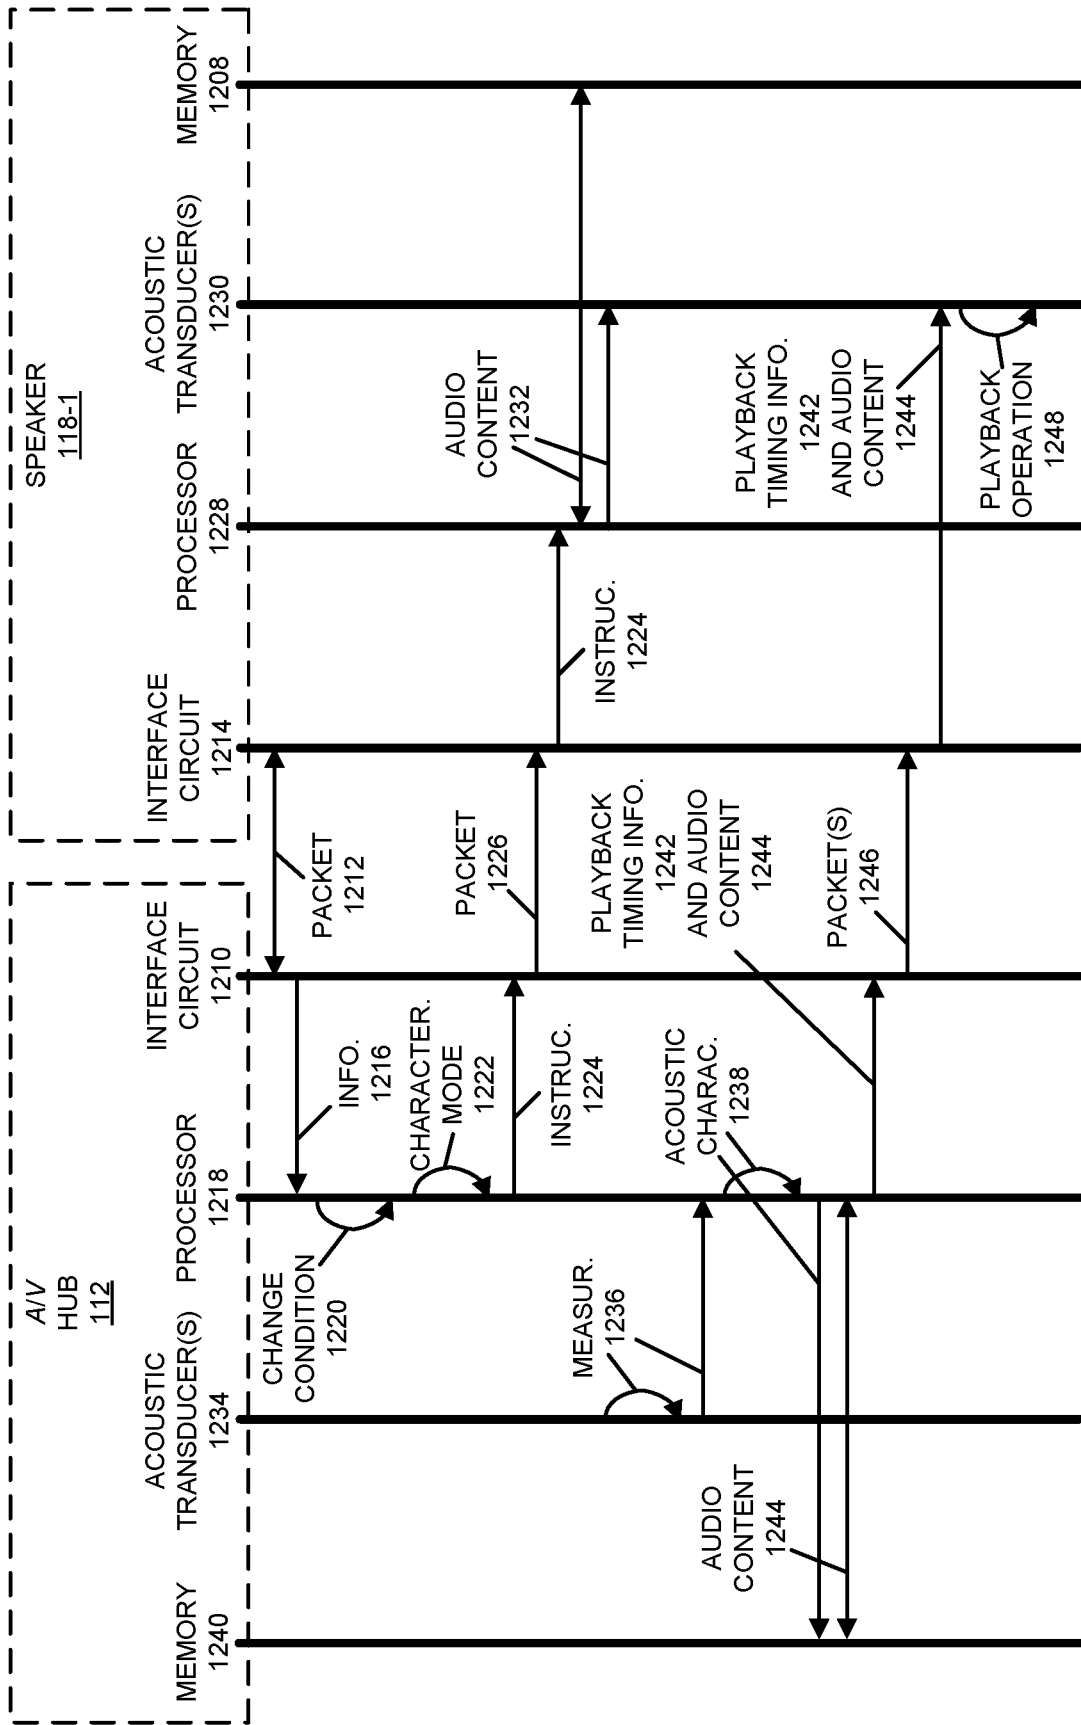 A/V
HUB
112
MEMORY
1240
ACOUSTIC
TRANSDUCER(S)
1234
PROCESSOR
1218
INTERFACE
CIRCUIT
1210
SPEAKER
118-1
INTERFACE
CIRCUIT
1214
PROCESSOR
1228
ACOUSTIC
TRANSDUCER(S)
1230
MEMORY
1208
PACKET
1212
INFO.
1216
CHANGE
CONDITION
1220
CHARACTER.
MODE
1222
INSTRUC.
1224
PACKET
1226
INSTRUC.
1224
AUDIO
CONTENT
1232
MEASUR.
1236
ACOUSTIC
CHARAC.
1238
AUDIO
CONTENT
1244
PLAYBACK
TIMING INFO.
1242
AND AUDIO
CONTENT
1244
PACKET(S)
1246
PLAYBACK
TIMING INFO.
1242
AND AUDIO
CONTENT
1244
PLAYBACK
OPERATION
1248